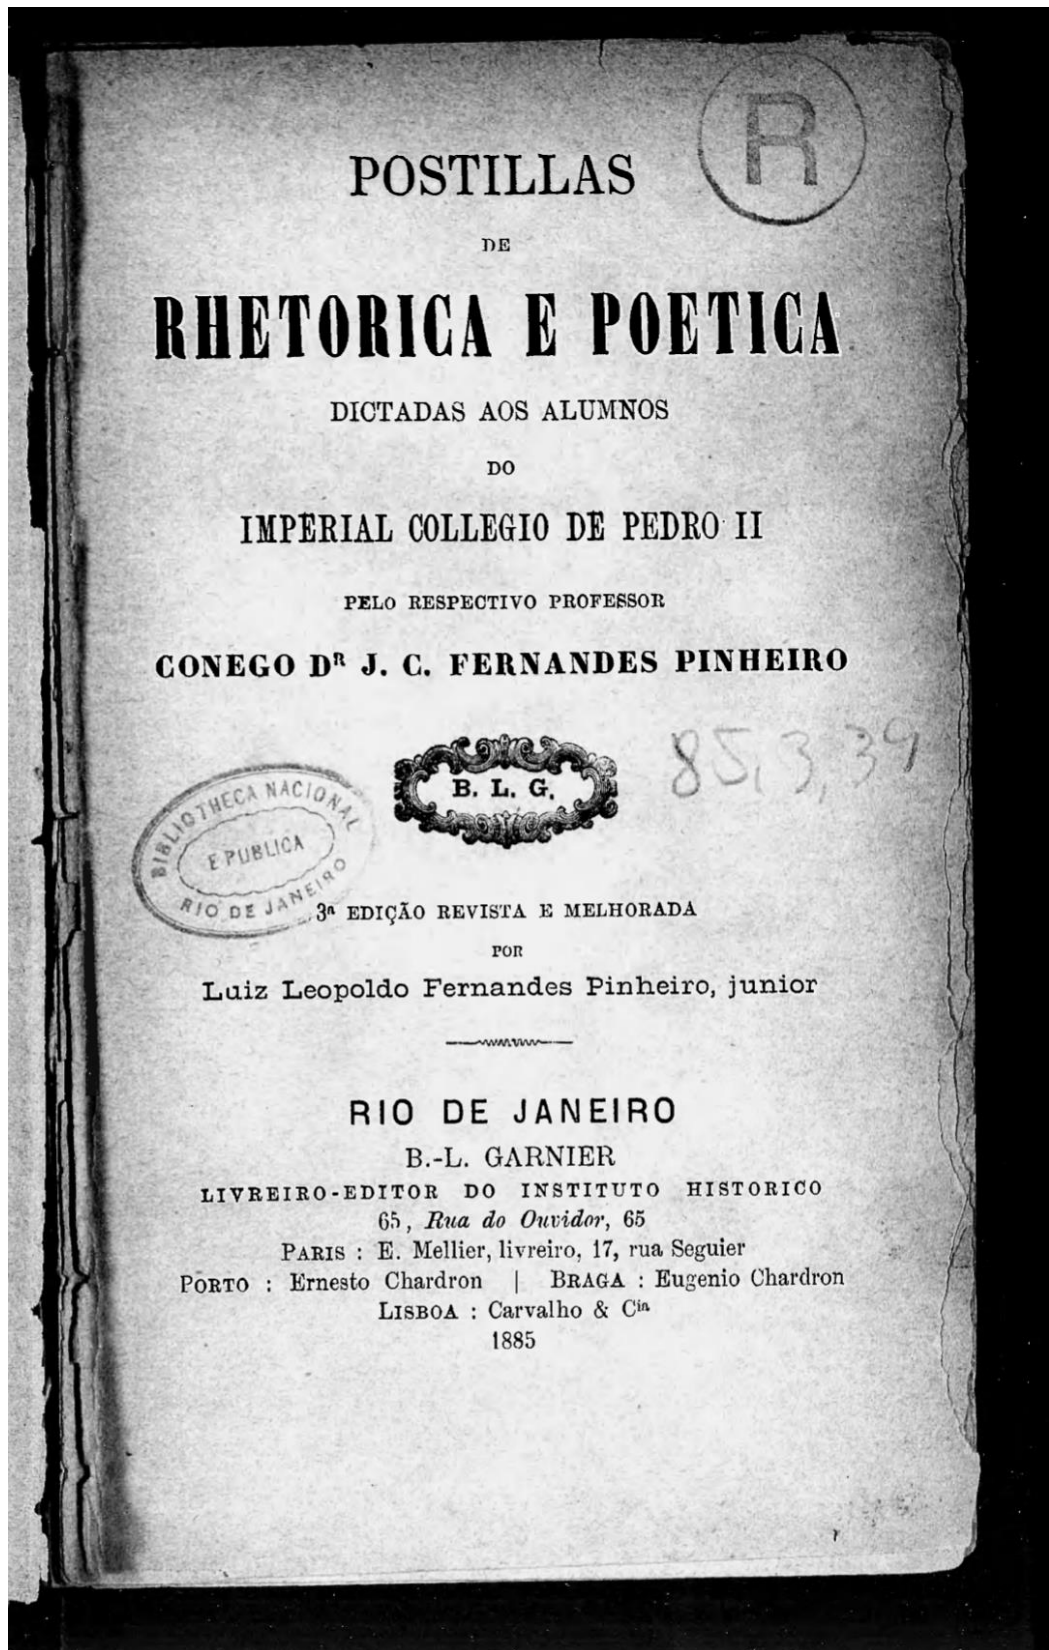 R
POSTILLAS
DE
RHETORICA E POETICA
DICTADAS AOS ALUMNOS
DO
IMPERIAL COLLEGIO DE PEDRO II
PELO RESPECTIVO PROFESSOR
CONEGO Dᴿ J. C. FERNANDES PINHEIRO
B. L. G.
85,3,39
BIBLIOTHECA NACIONAL
E PUBLICA
RIO DE JANEIRO
3ª EDIÇÃO REVISTA E MELHORADA
POR
Luiz Leopoldo Fernandes Pinheiro, junior
RIO DE JANEIRO
B.-L. GARNIER
LIVREIRO-EDITOR DO INSTITUTO HISTORICO
65, Rua do Ouvidor, 65
PARIS : E. Mellier, livreiro, 17, rua Seguier
PORTO : Ernesto Chardron | BRAGA : Eugenio Chardron
LISBOA : Carvalho & Cⁱᵃ
1885